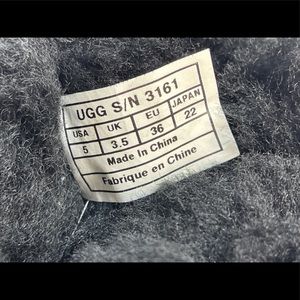 UGG S/N 3161
USA UK EU JAPAN
5 3.5 36 22
Made In China
Fabrique en Chine